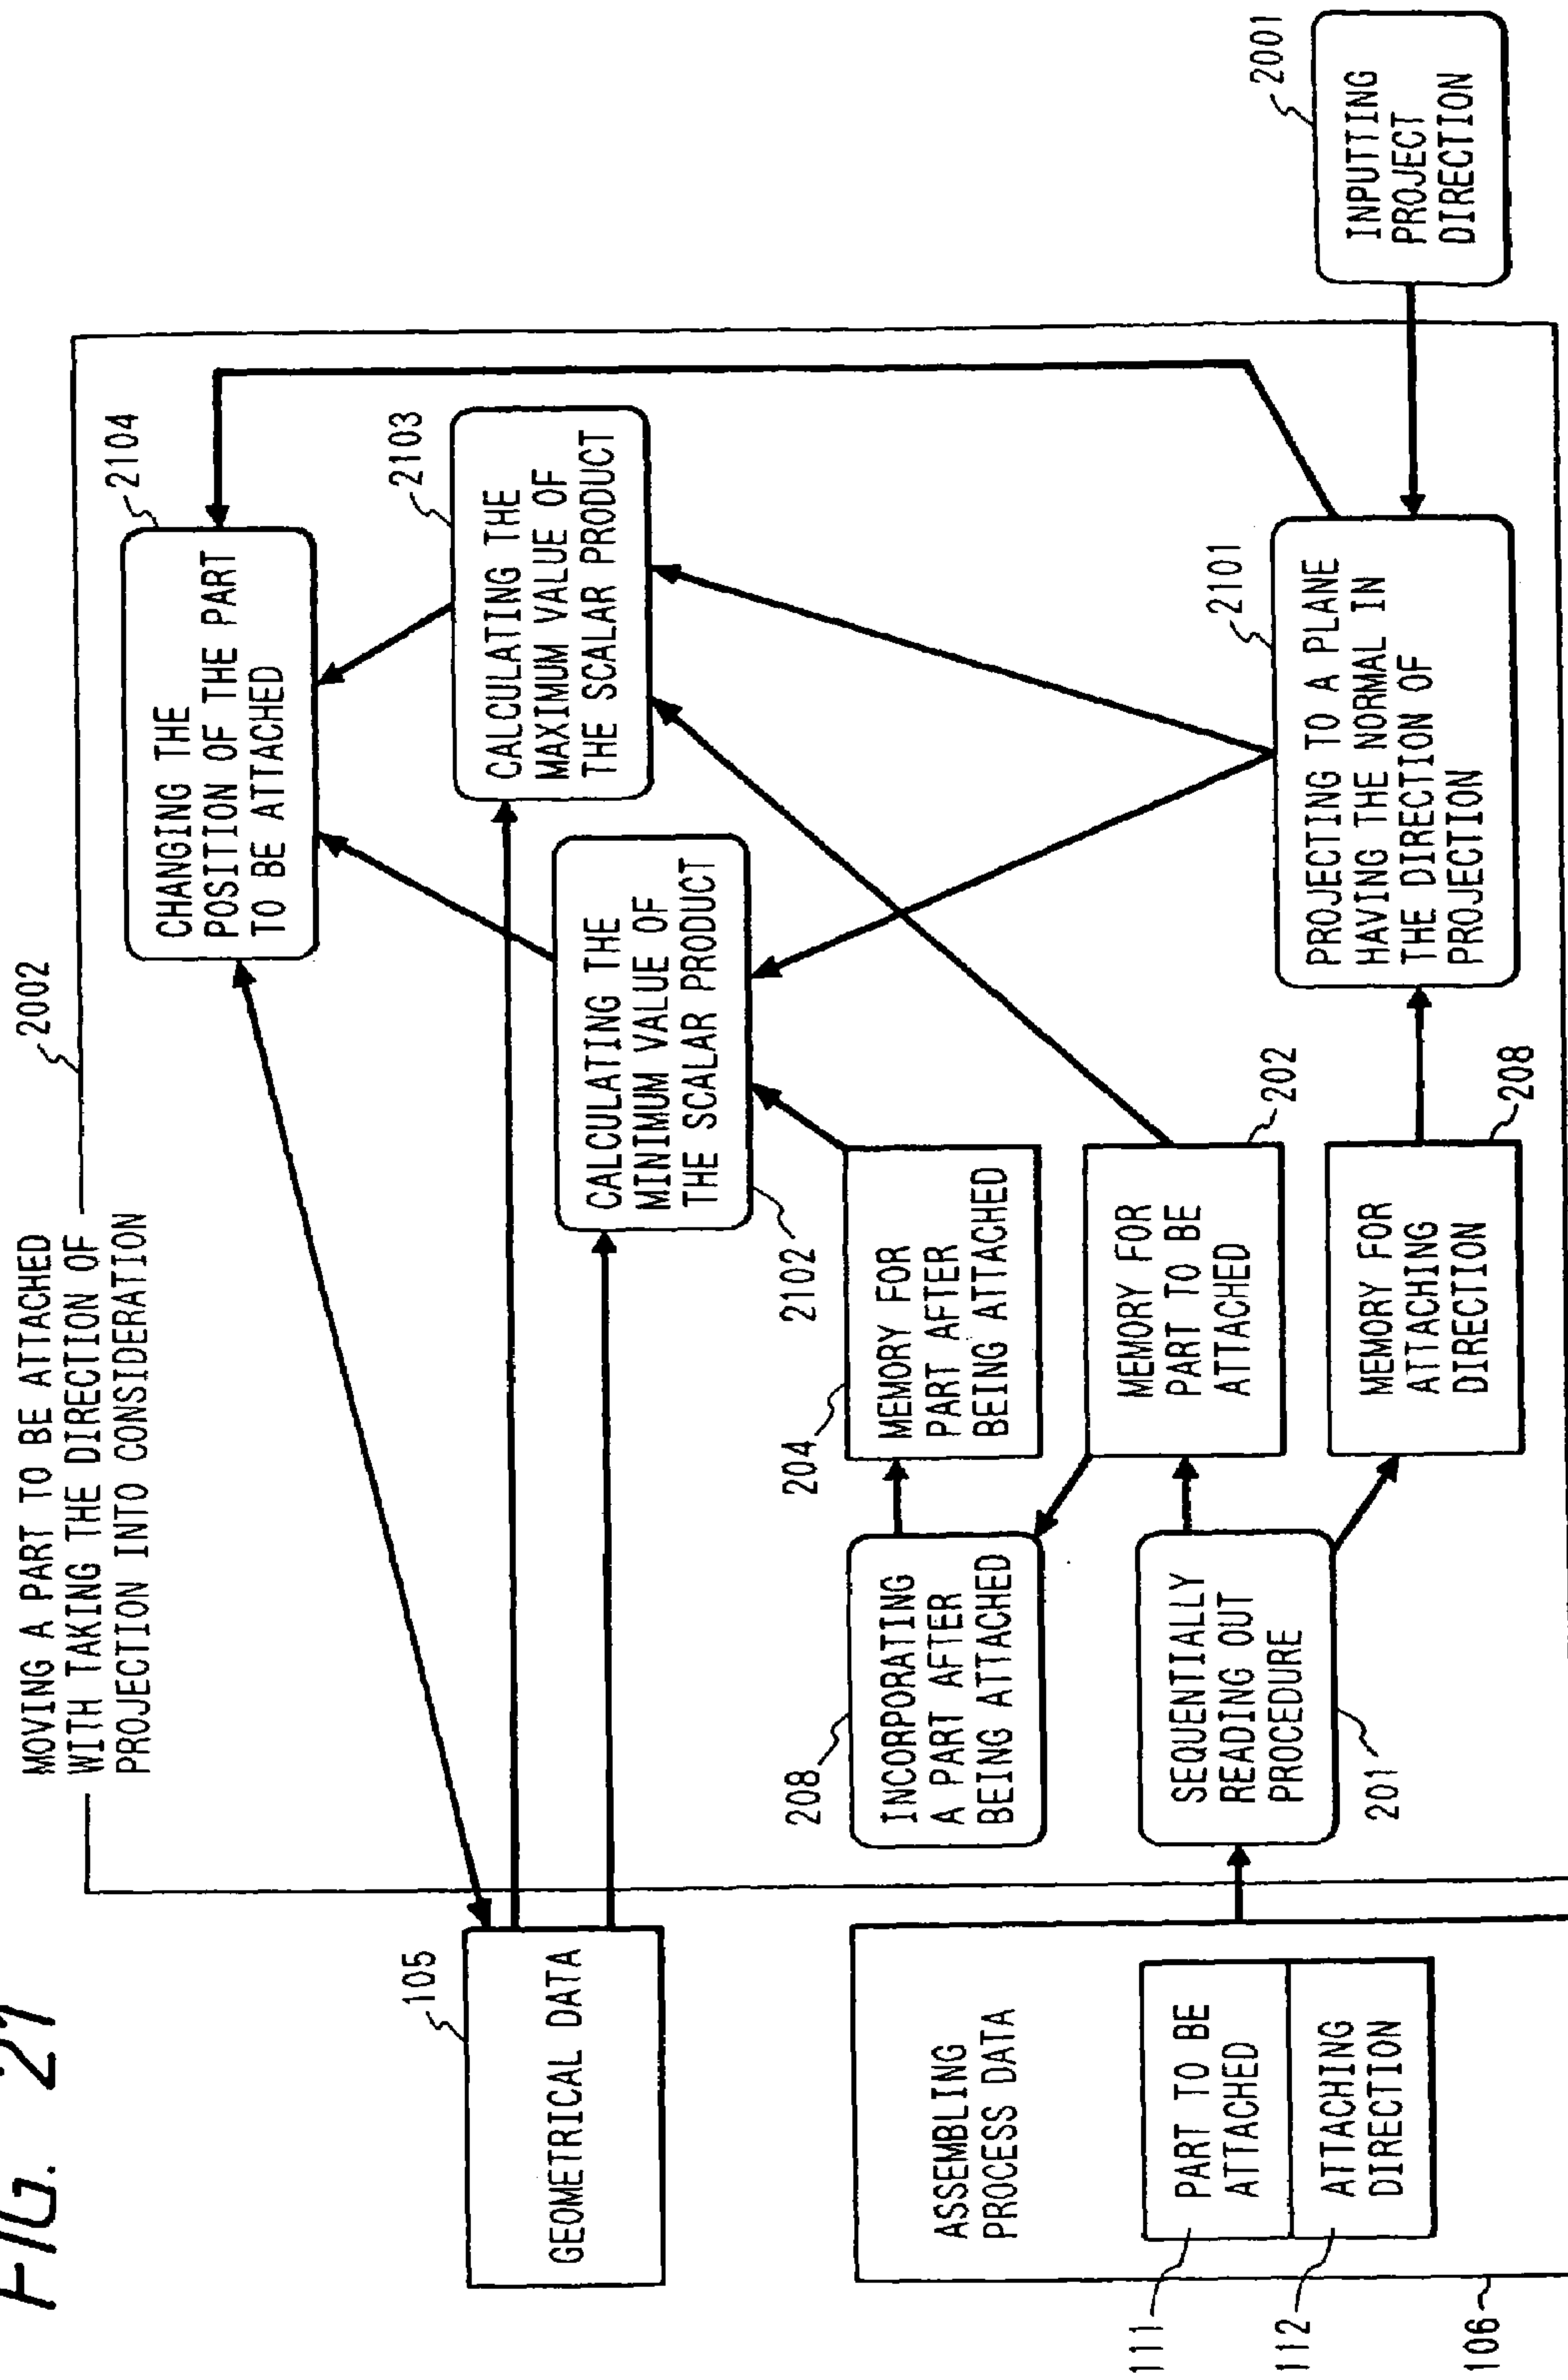 FIG. 21
MOVING A PART TO BE ATTACHED
WITH TAKING THE DIRECTION OF
PROJECTION INTO CONSIDERATION
2002
105
GEOMETRICAL DATA
CHANGING THE
POSITION OF THE PART
TO BE ATTACHED
2104
CALCULATING THE
MAXIMUM VALUE OF
THE SCALAR PRODUCT
2103
CALCULATING THE
MINIMUM VALUE OF
THE SCALAR PRODUCT
2102
208
INCORPORATING
A PART AFTER
BEING ATTACHED
204
MEMORY FOR
PART AFTER
BEING ATTACHED
ASSEMBLING
PROCESS DATA
111
PART TO BE
ATTACHED
112
ATTACHING
DIRECTION
106
SEQUENTIALLY
READING OUT
PROCEDURE
201
MEMORY FOR
PART TO BE
ATTACHED
202
MEMORY FOR
ATTACHING
DIRECTION
208
PROJECTING TO A PLANE
HAVING THE NORMAL IN
THE DIRECTION OF
PROJECTION
2101
INPUTTING
PROJECT
DIRECTION
2001